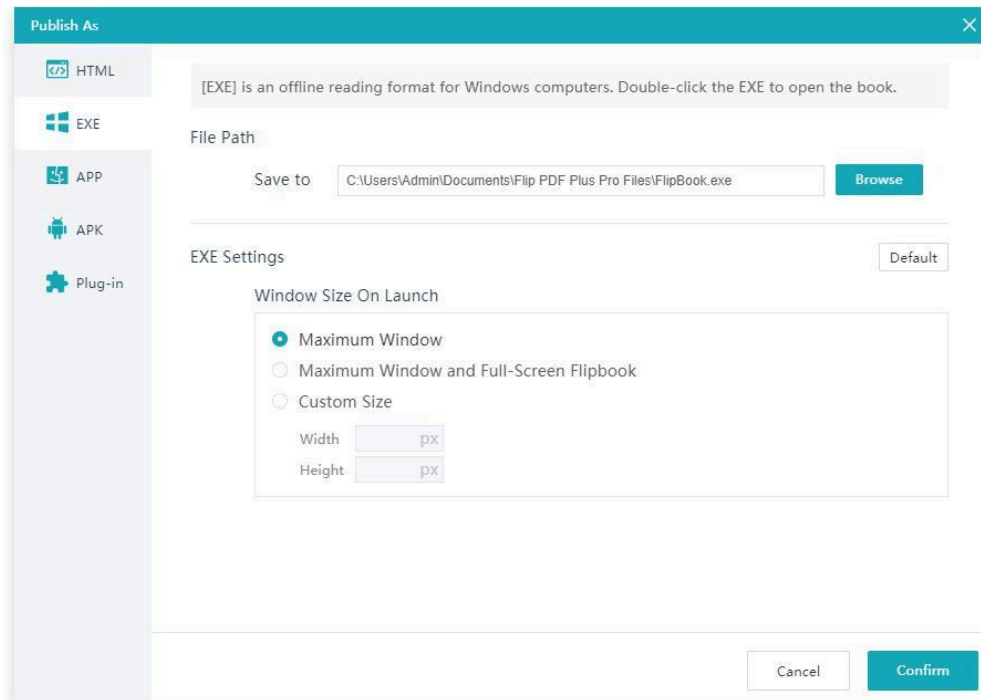 Publish As
HTML
EXE
APP
APK
Plug-in
[EXE] is an offline reading format for Windows computers. Double-click the EXE to open the book.
File Path
Save to C:\Users\Admin\Documents\Flip PDF Plus Pro Files\FlipBook.exe Browse
EXE Settings Default
Window Size On Launch
Maximum Window
Maximum Window and Full-Screen Flipbook
Custom Size
Width px
Height px
Cancel Confirm